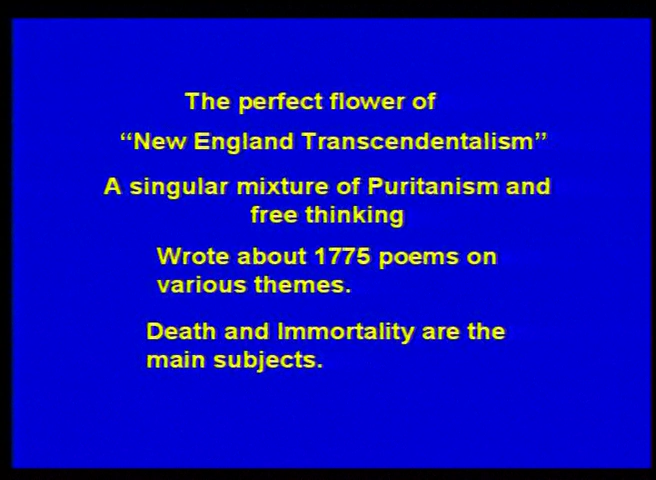 The perfect flower of
“New England Transcendentalism”
A singular mixture of Puritanism and
free thinking
Wrote about 1775 poems on
various themes.
Death and Immortality are the
main subjects.